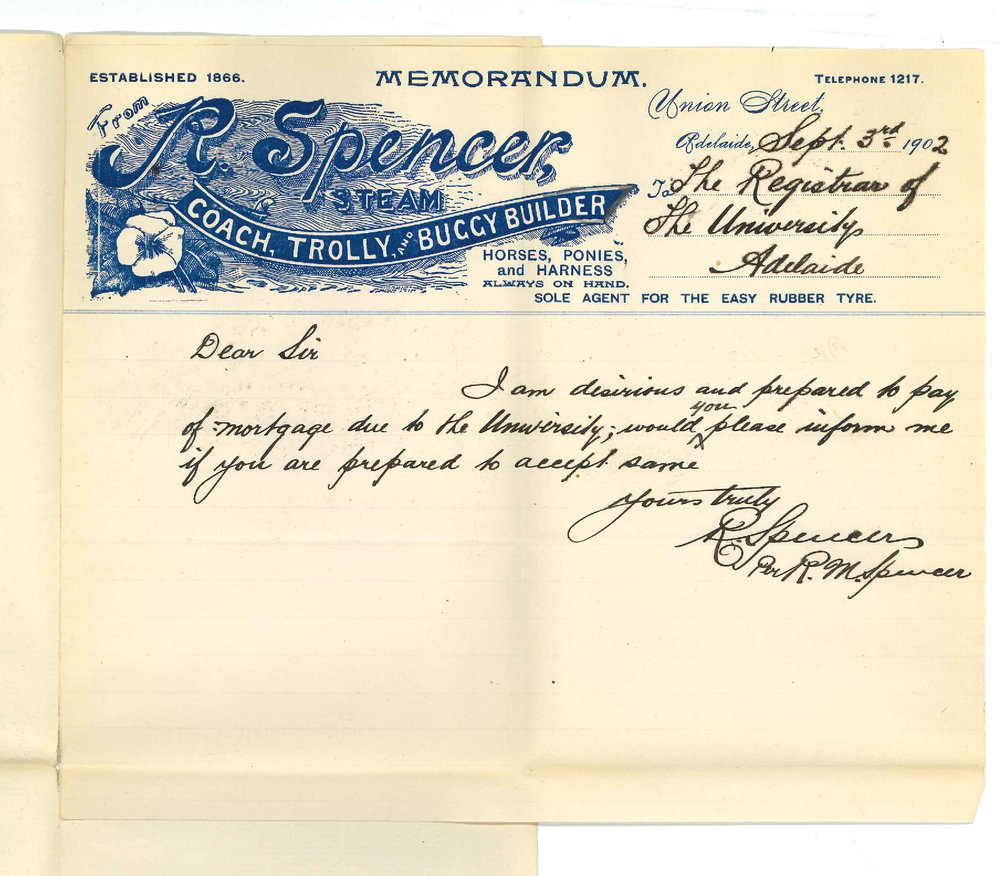 ESTABLISHED 1866.
MEMORANDUM.
TELEPHONE 1217.
From
R. Spencer,
STEAM
COACH, TROLLY, AND BUGGY BUILDER
HORSES, PONIES,
and HARNESS
ALWAYS ON HAND.
SOLE AGENT FOR THE EASY RUBBER TYRE.
Union Street,
Adelaide, Sept. 3rd 1902
To The Registrar of
The University
Adelaide
Dear Sir
I am desirious and prepared to pay
of mortgage due to the University; would you please inform me
if you are prepared to accept same
Yours truly
R. Spencer
Per R. M. Spencer